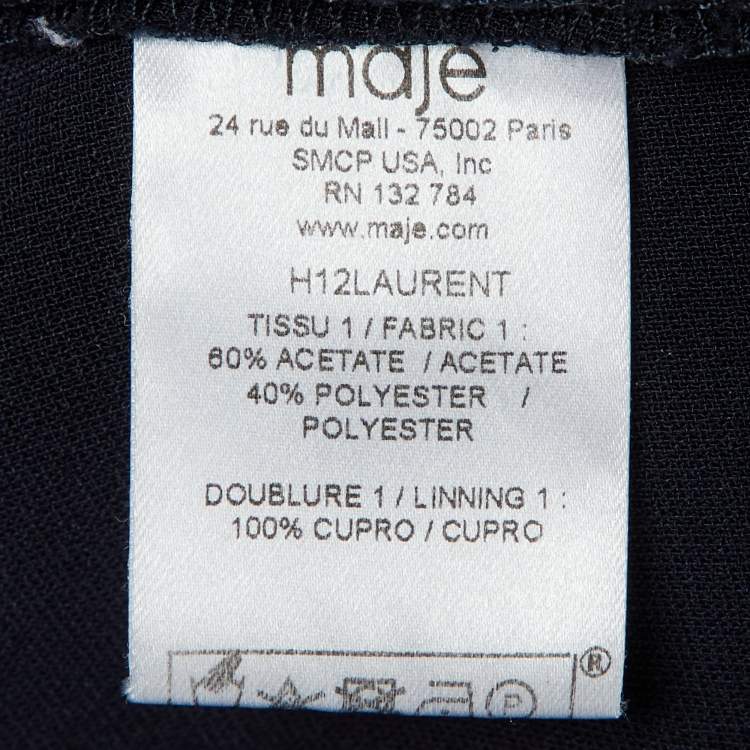 maje
24 rue du Mail - 75002 Paris
SMCP USA, Inc
RN 132 784
www.maje.com
H12LAURENT
TISSU 1 / FABRIC 1 :
60% ACETATE / ACETATE
40% POLYESTER /
POLYESTER
DOUBLURE 1 / LINNING 1 :
100% CUPRO / CUPRO
®
P